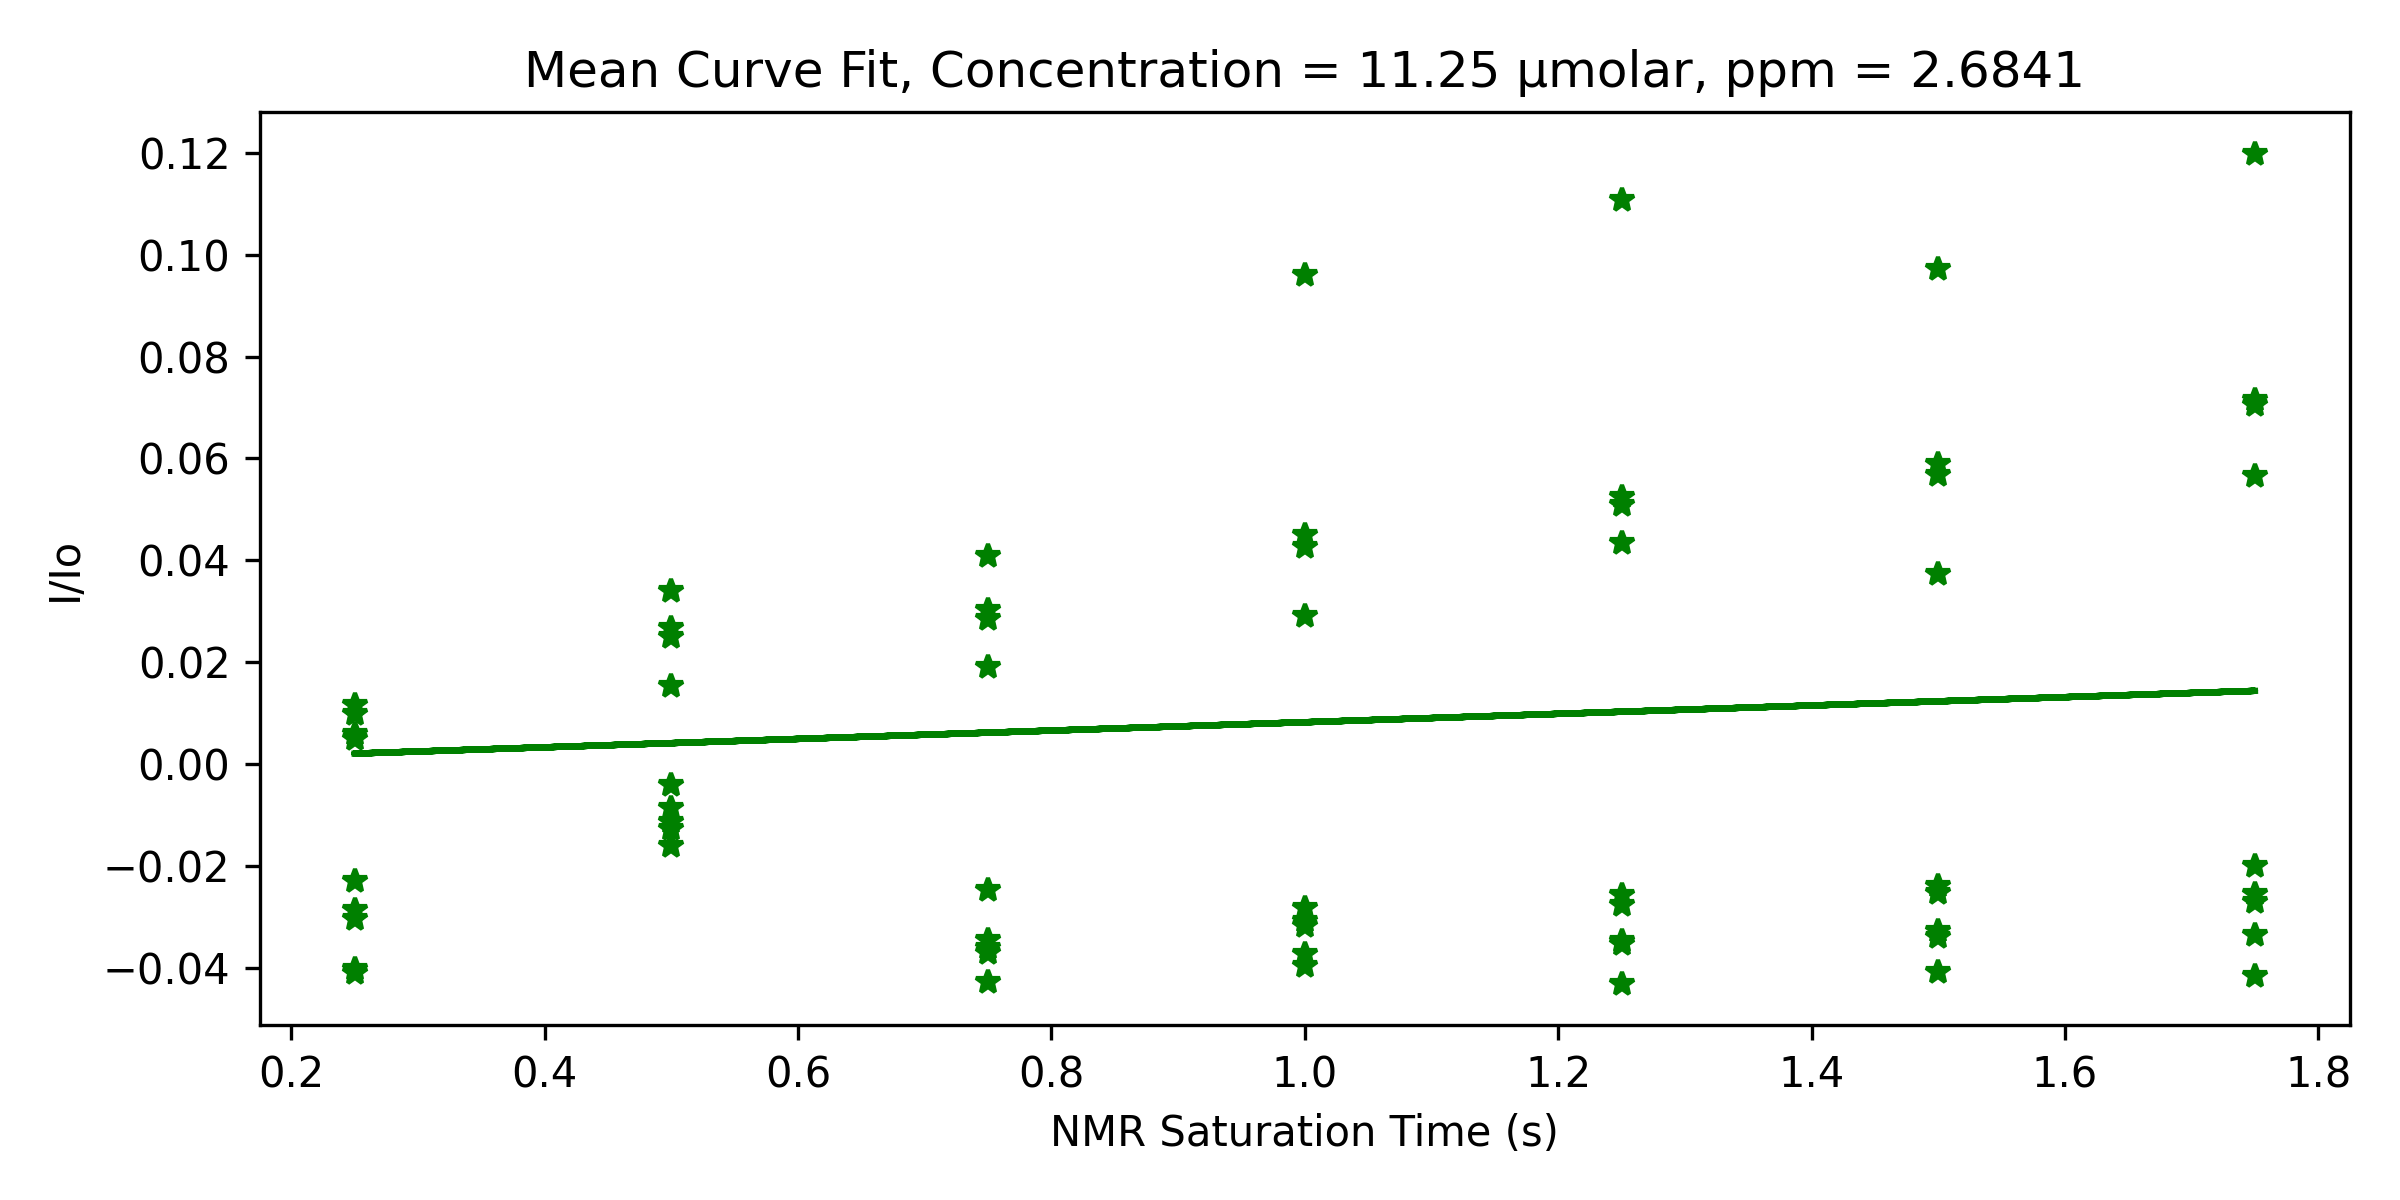 Mean Curve Fit, Concentration = 11.25 μmolar, ppm = 2.6841
0.12
0.10
0.08
0.06
0.04
0.02
0.00
−0.02
−0.04
I/Io
0.2 0.4 0.6 0.8 1.0 1.2 1.4 1.6 1.8
NMR Saturation Time (s)